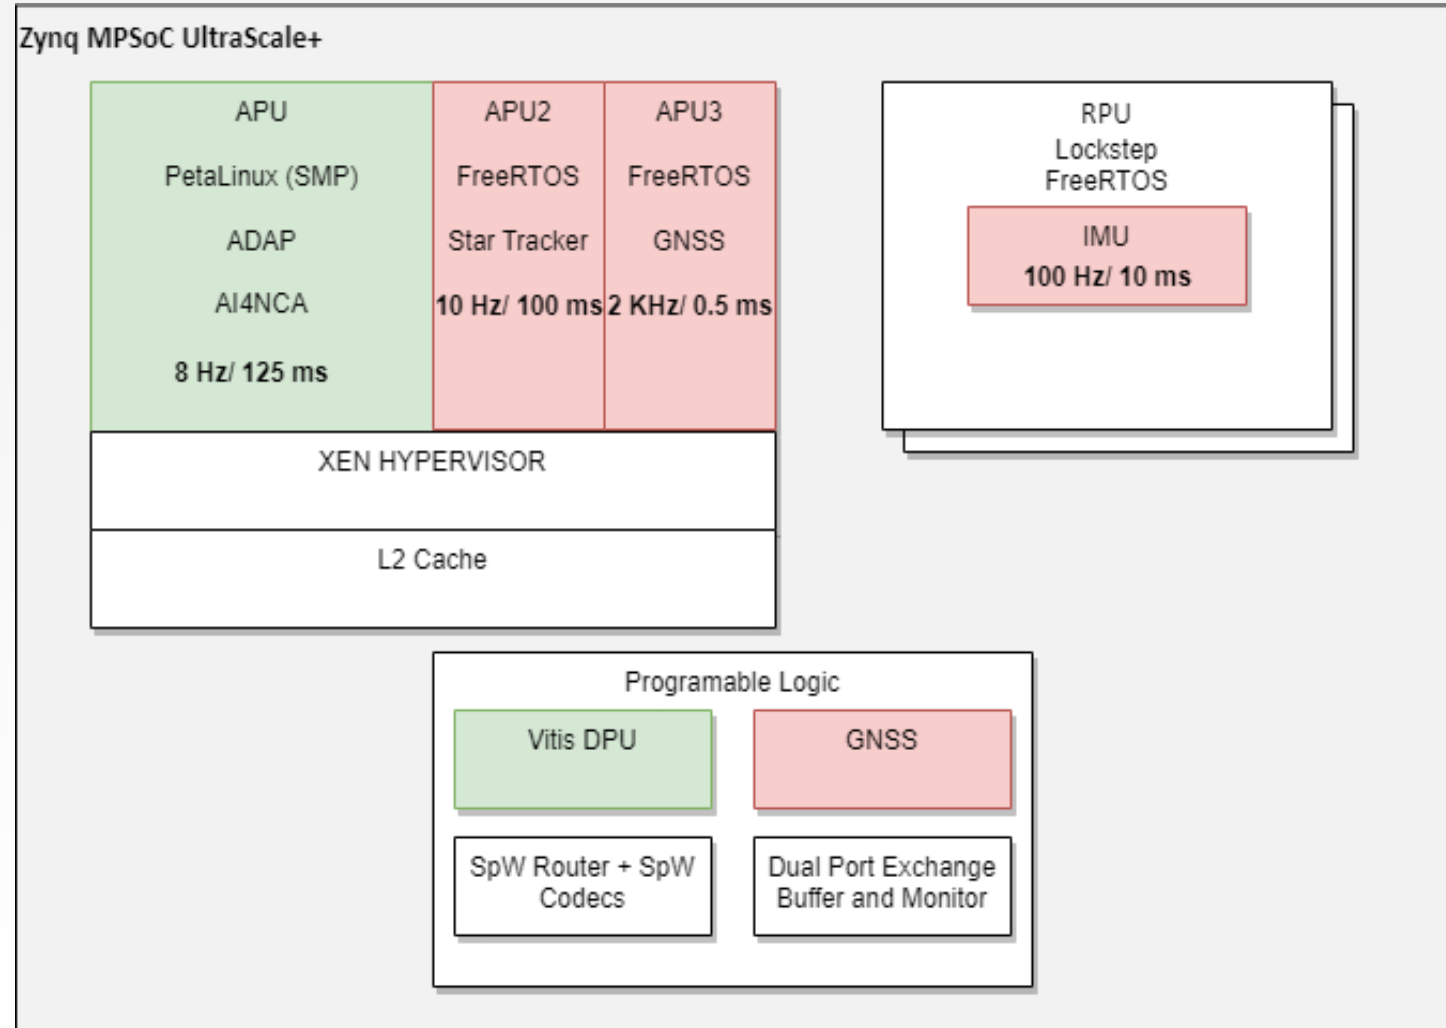 Zynq MPSoC UltraScale+
APU
PetaLinux (SMP)
ADAP
AI4NCA
8 Hz/ 125 ms
APU2
FreeRTOS
Star Tracker
10 Hz/ 100 ms
APU3
FreeRTOS
GNSS
2 KHz/ 0.5 ms
XEN HYPERVISOR
L2 Cache
RPU
Lockstep
FreeRTOS
IMU
100 Hz/ 10 ms
Programable Logic
Vitis DPU
GNSS
SpW Router + SpW
Codecs
Dual Port Exchange
Buffer and Monitor